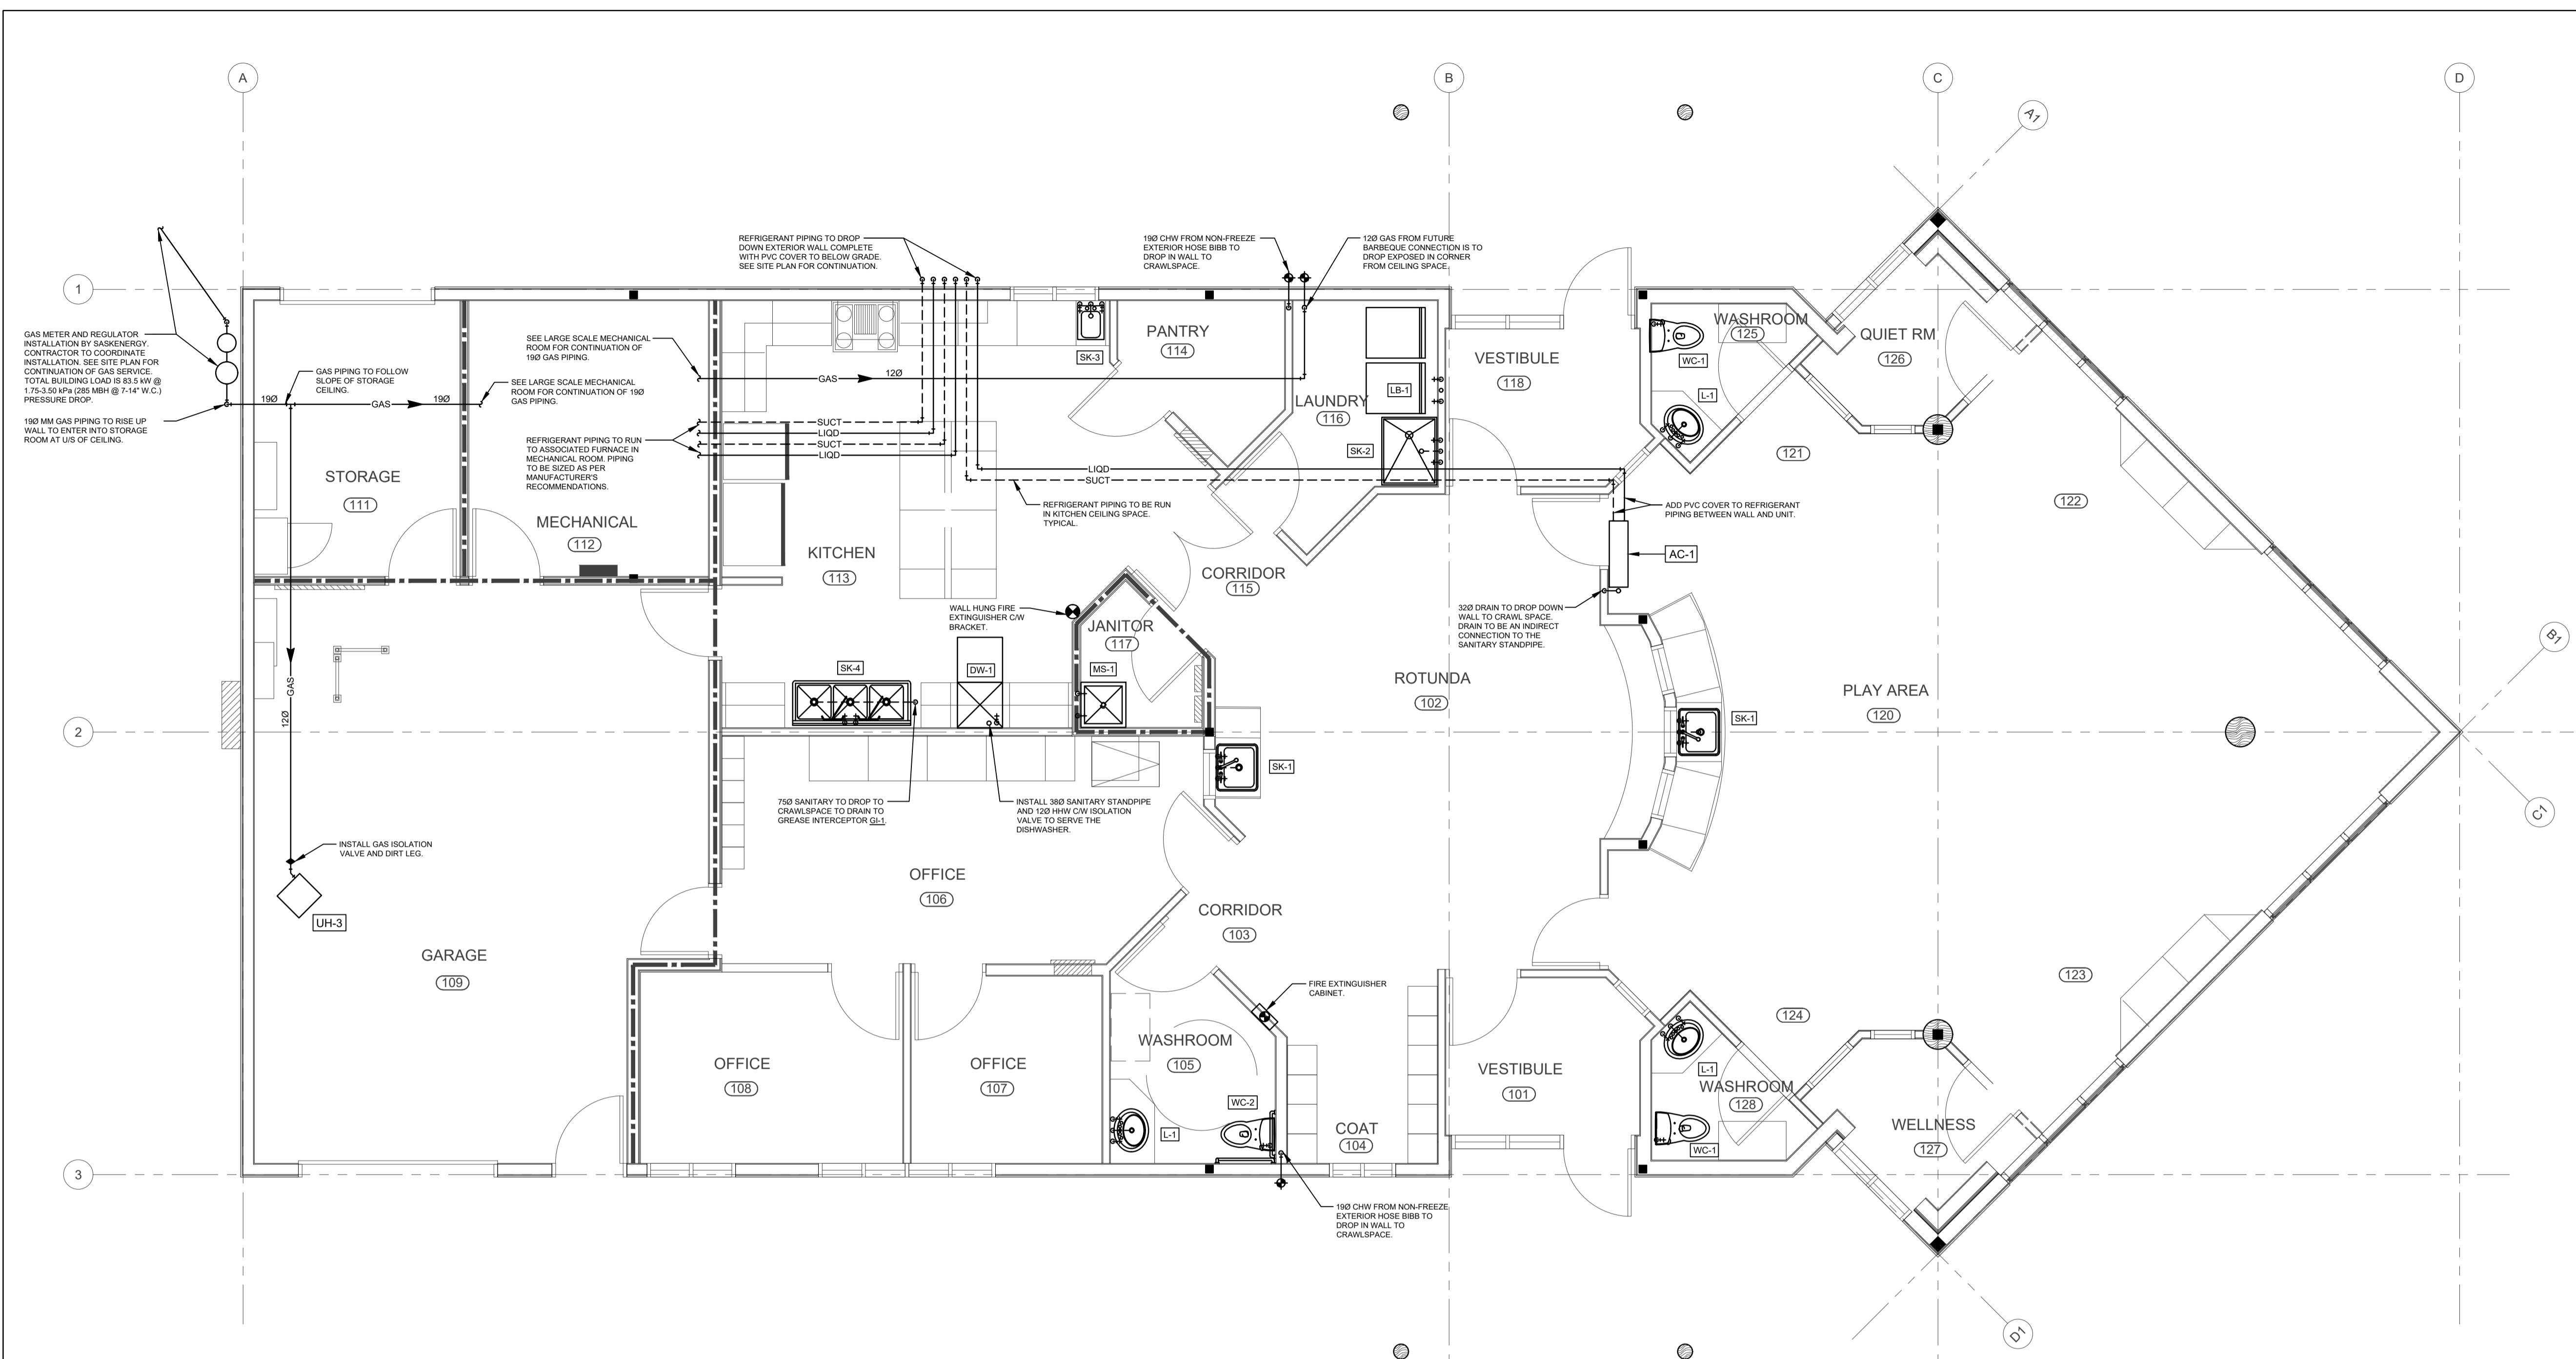 A
B
C
D
A1
1
REFRIGERANT PIPING TO DROP
DOWN EXTERIOR WALL COMPLETE
WITH PVC COVER TO BELOW GRADE.
SEE SITE PLAN FOR CONTINUATION.
19Ø CHW FROM NON-FREEZE
EXTERIOR HOSE BIBB TO
DROP IN WALL TO
CRAWLSPACE.
12Ø GAS FROM FUTURE
BARBEQUE CONNECTION IS TO
DROP EXPOSED IN CORNER
FROM CEILING SPACE.
GAS METER AND REGULATOR
INSTALLATION BY SASKENERGY.
CONTRACTOR TO COORDINATE
INSTALLATION. SEE SITE PLAN FOR
CONTINUATION OF GAS SERVICE.
TOTAL BUILDING LOAD IS 83.5 kW @
1.75-3.50 kPa (285 MBH @ 7-14" W.C.)
PRESSURE DROP.
19Ø MM GAS PIPING TO RISE UP
WALL TO ENTER INTO STORAGE
ROOM AT U/S OF CEILING.
GAS PIPING TO FOLLOW
SLOPE OF STORAGE
CEILING.
19Ø
GAS
19Ø
SEE LARGE SCALE MECHANICAL
ROOM FOR CONTINUATION OF
19Ø GAS PIPING.
SEE LARGE SCALE MECHANICAL
ROOM FOR CONTINUATION OF 19Ø
GAS PIPING.
REFRIGERANT PIPING TO RUN
TO ASSOCIATED FURNACE IN
MECHANICAL ROOM. PIPING
TO BE SIZED AS PER
MANUFACTURER'S
RECOMMENDATIONS.
GAS
12Ø
SUCT
LIQD
SUCT
LIQD
SK-3
PANTRY
114
LAUNDRY
116
LB-1
SK-2
VESTIBULE
118
WASHROOM
125
WC-1
L-1
QUIET RM
126
121
122
LIQD
SUCT
REFRIGERANT PIPING TO BE RUN
IN KITCHEN CEILING SPACE.
TYPICAL.
ADD PVC COVER TO REFRIGERANT
PIPING BETWEEN WALL AND UNIT.
AC-1
STORAGE
111
MECHANICAL
112
KITCHEN
113
CORRIDOR
115
WALL HUNG FIRE
EXTINGUISHER C/W
BRACKET.
JANITOR
117
MS-1
32Ø DRAIN TO DROP DOWN
WALL TO CRAWL SPACE.
DRAIN TO BE AN INDIRECT
CONNECTION TO THE
SANITARY STANDPIPE.
B1
SK-4
DW-1
ROTUNDA
102
PLAY AREA
120
GAS
12Ø
2
SK-1
SK-1
C1
75Ø SANITARY TO DROP TO
CRAWLSPACE TO DRAIN TO
GREASE INTERCEPTOR GI-1.
INSTALL 38Ø SANITARY STANDPIPE
AND 12Ø HHW C/W ISOLATION
VALVE TO SERVE THE
DISHWASHER.
INSTALL GAS ISOLATION
VALVE AND DIRT LEG.
UH-3
OFFICE
106
CORRIDOR
103
GARAGE
109
123
FIRE EXTINGUISHER
CABINET.
124
OFFICE
108
OFFICE
107
WASHROOM
105
WC-2
L-1
COAT
104
VESTIBULE
101
L-1
WASHROOM
128
WC-1
WELLNESS
127
3
19Ø CHW FROM NON-FREEZE
EXTERIOR HOSE BIBB TO
DROP IN WALL TO
CRAWLSPACE.
D1